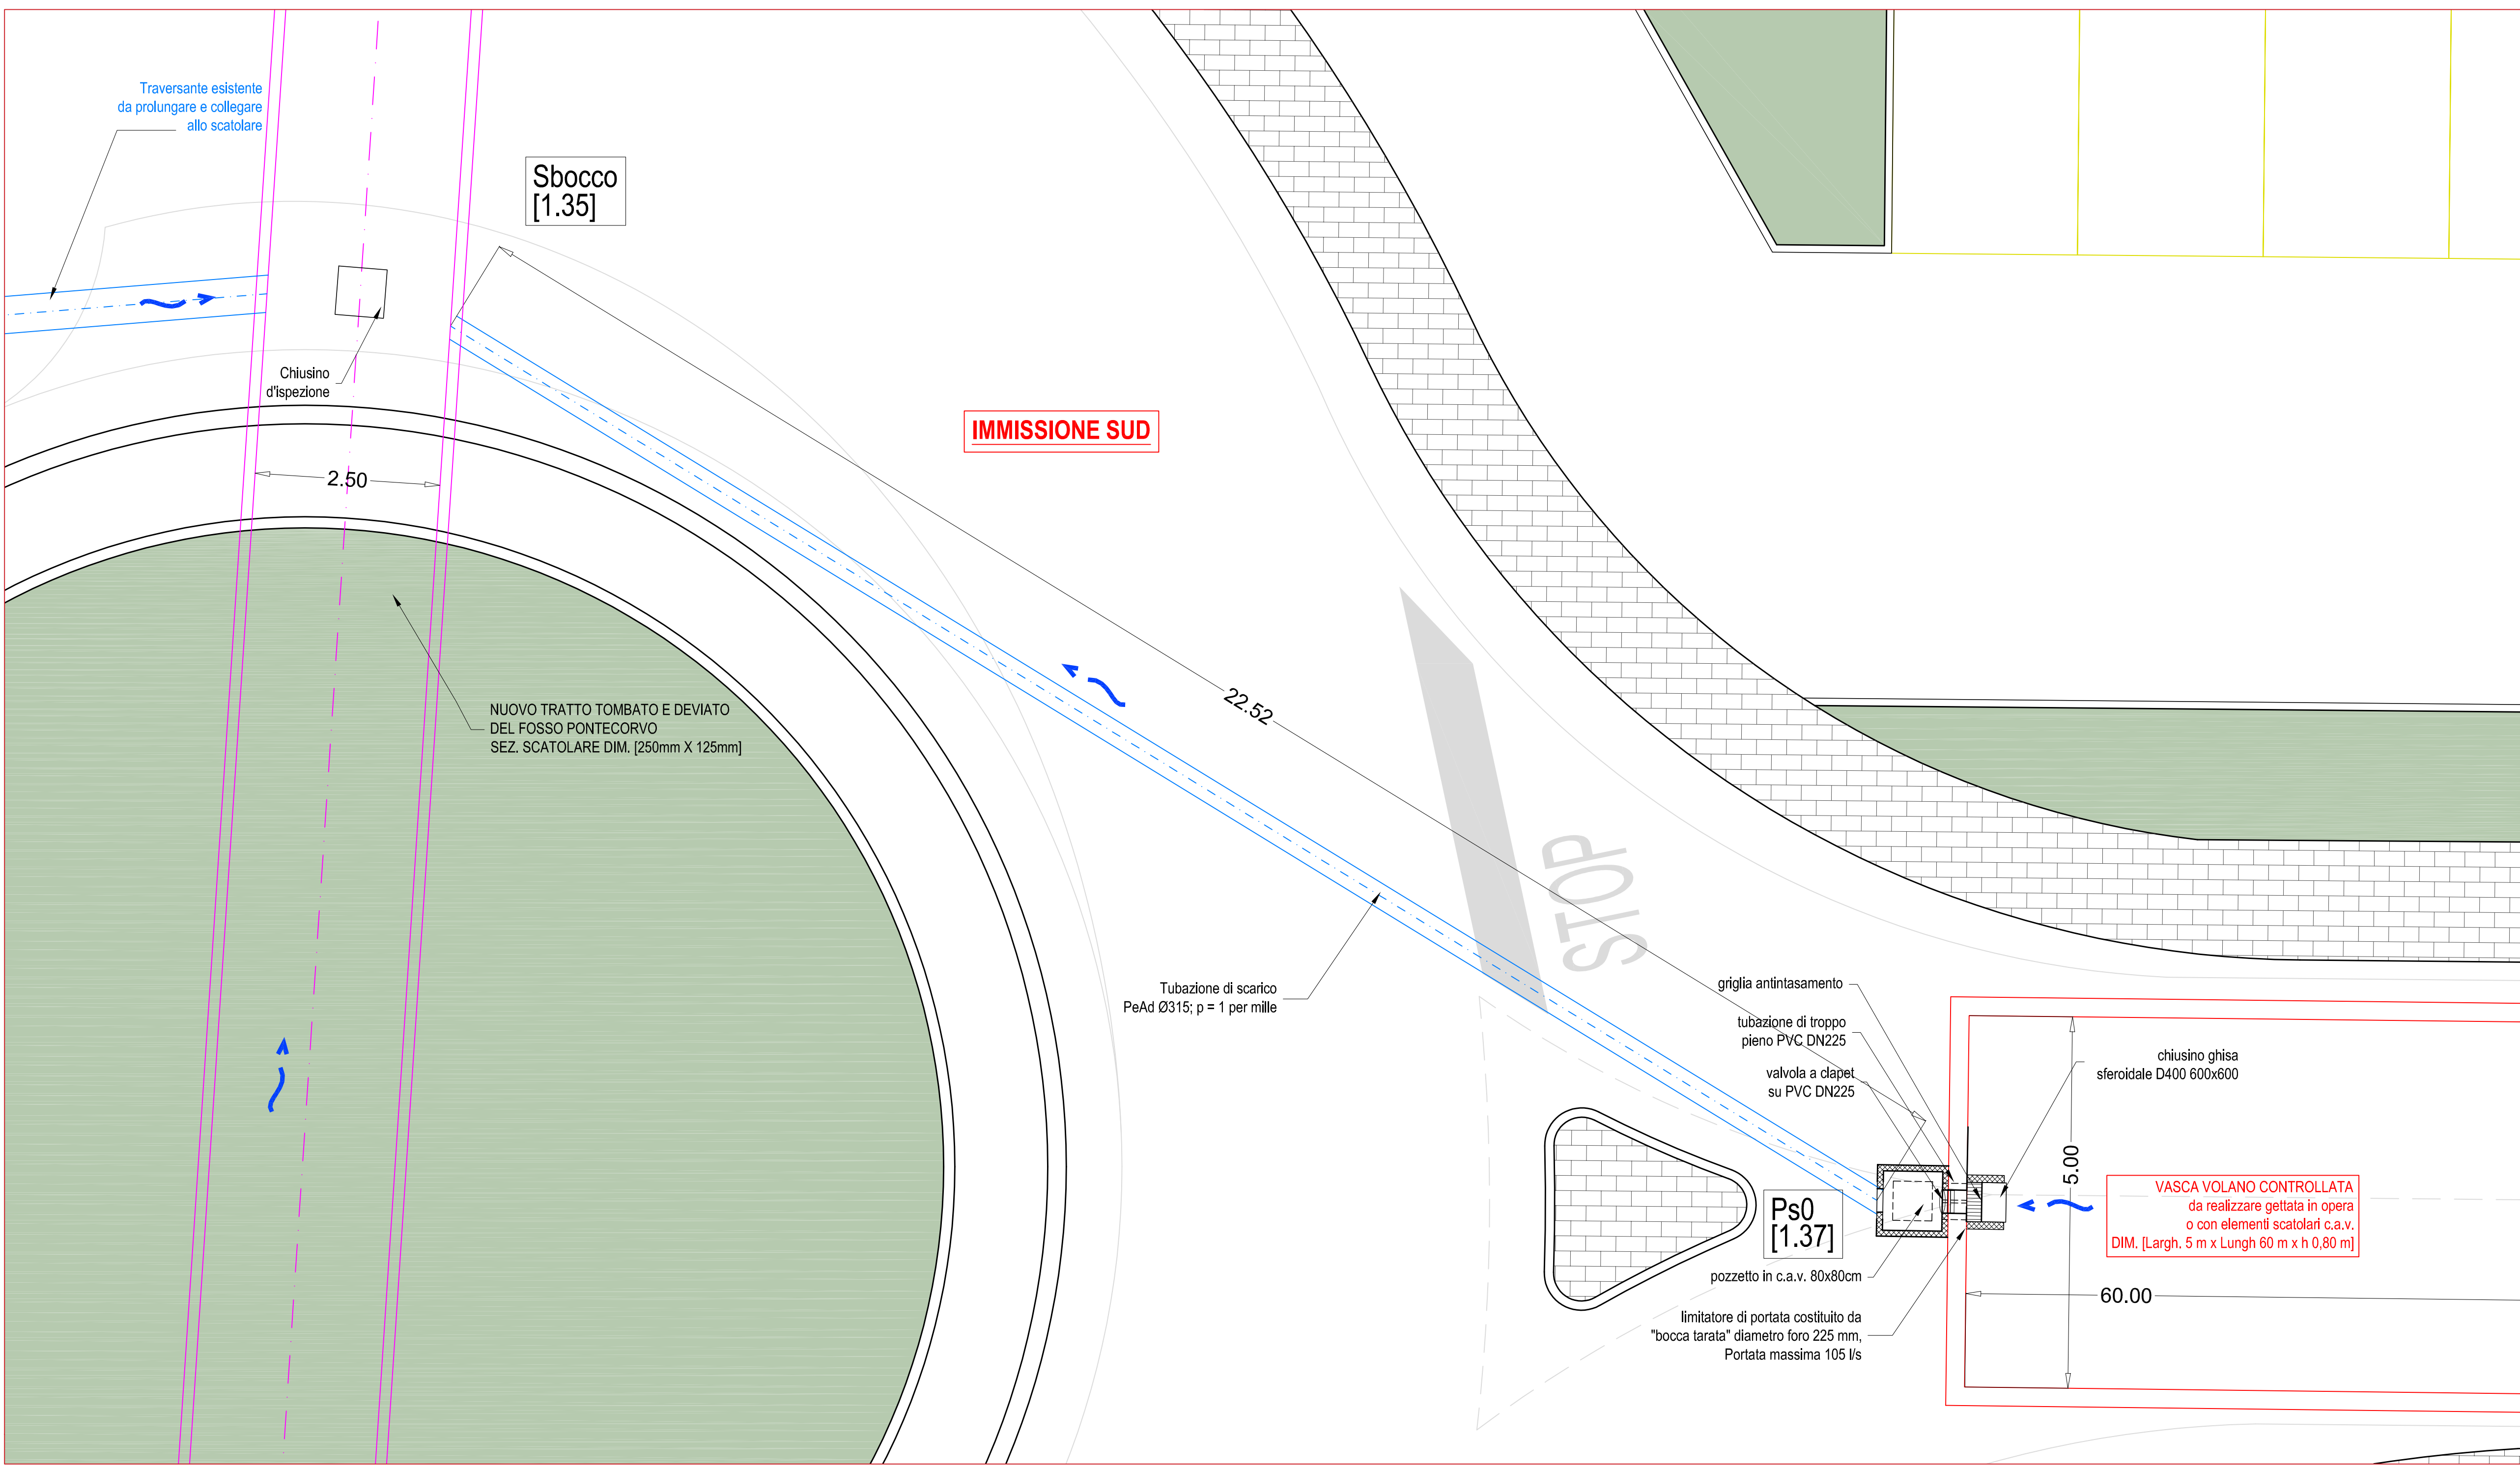 Traversante esistente
da prolungare e collegare
allo scatolare
Sbocco
[1.35]
Chiusino
d'ispezione
IMMISSIONE SUD
2.50
NUOVO TRATTO TOMBATO E DEVIATO
DEL FOSSO PONTECORVO
SEZ. SCATOLARE DIM. [250mm X 125mm]
22.52
STOP
Tubazione di scarico
PeAd Ø315; p = 1 per mille
griglia antintasamento
tubazione di troppo
pieno PVC DN225
valvola a clapet
su PVC DN225
chiusino ghisa
sferoidale D400 600x600
5.00
Ps0
[1.37]
VASCA VOLANO CONTROLLATA
da realizzare gettata in opera
o con elementi scatolari c.a.v.
DIM. [Largh. 5 m x Lungh 60 m x h 0,80 m]
pozzetto in c.a.v. 80x80cm
60.00
limitatore di portata costituito da
"bocca tarata" diametro foro 225 mm,
Portata massima 105 l/s